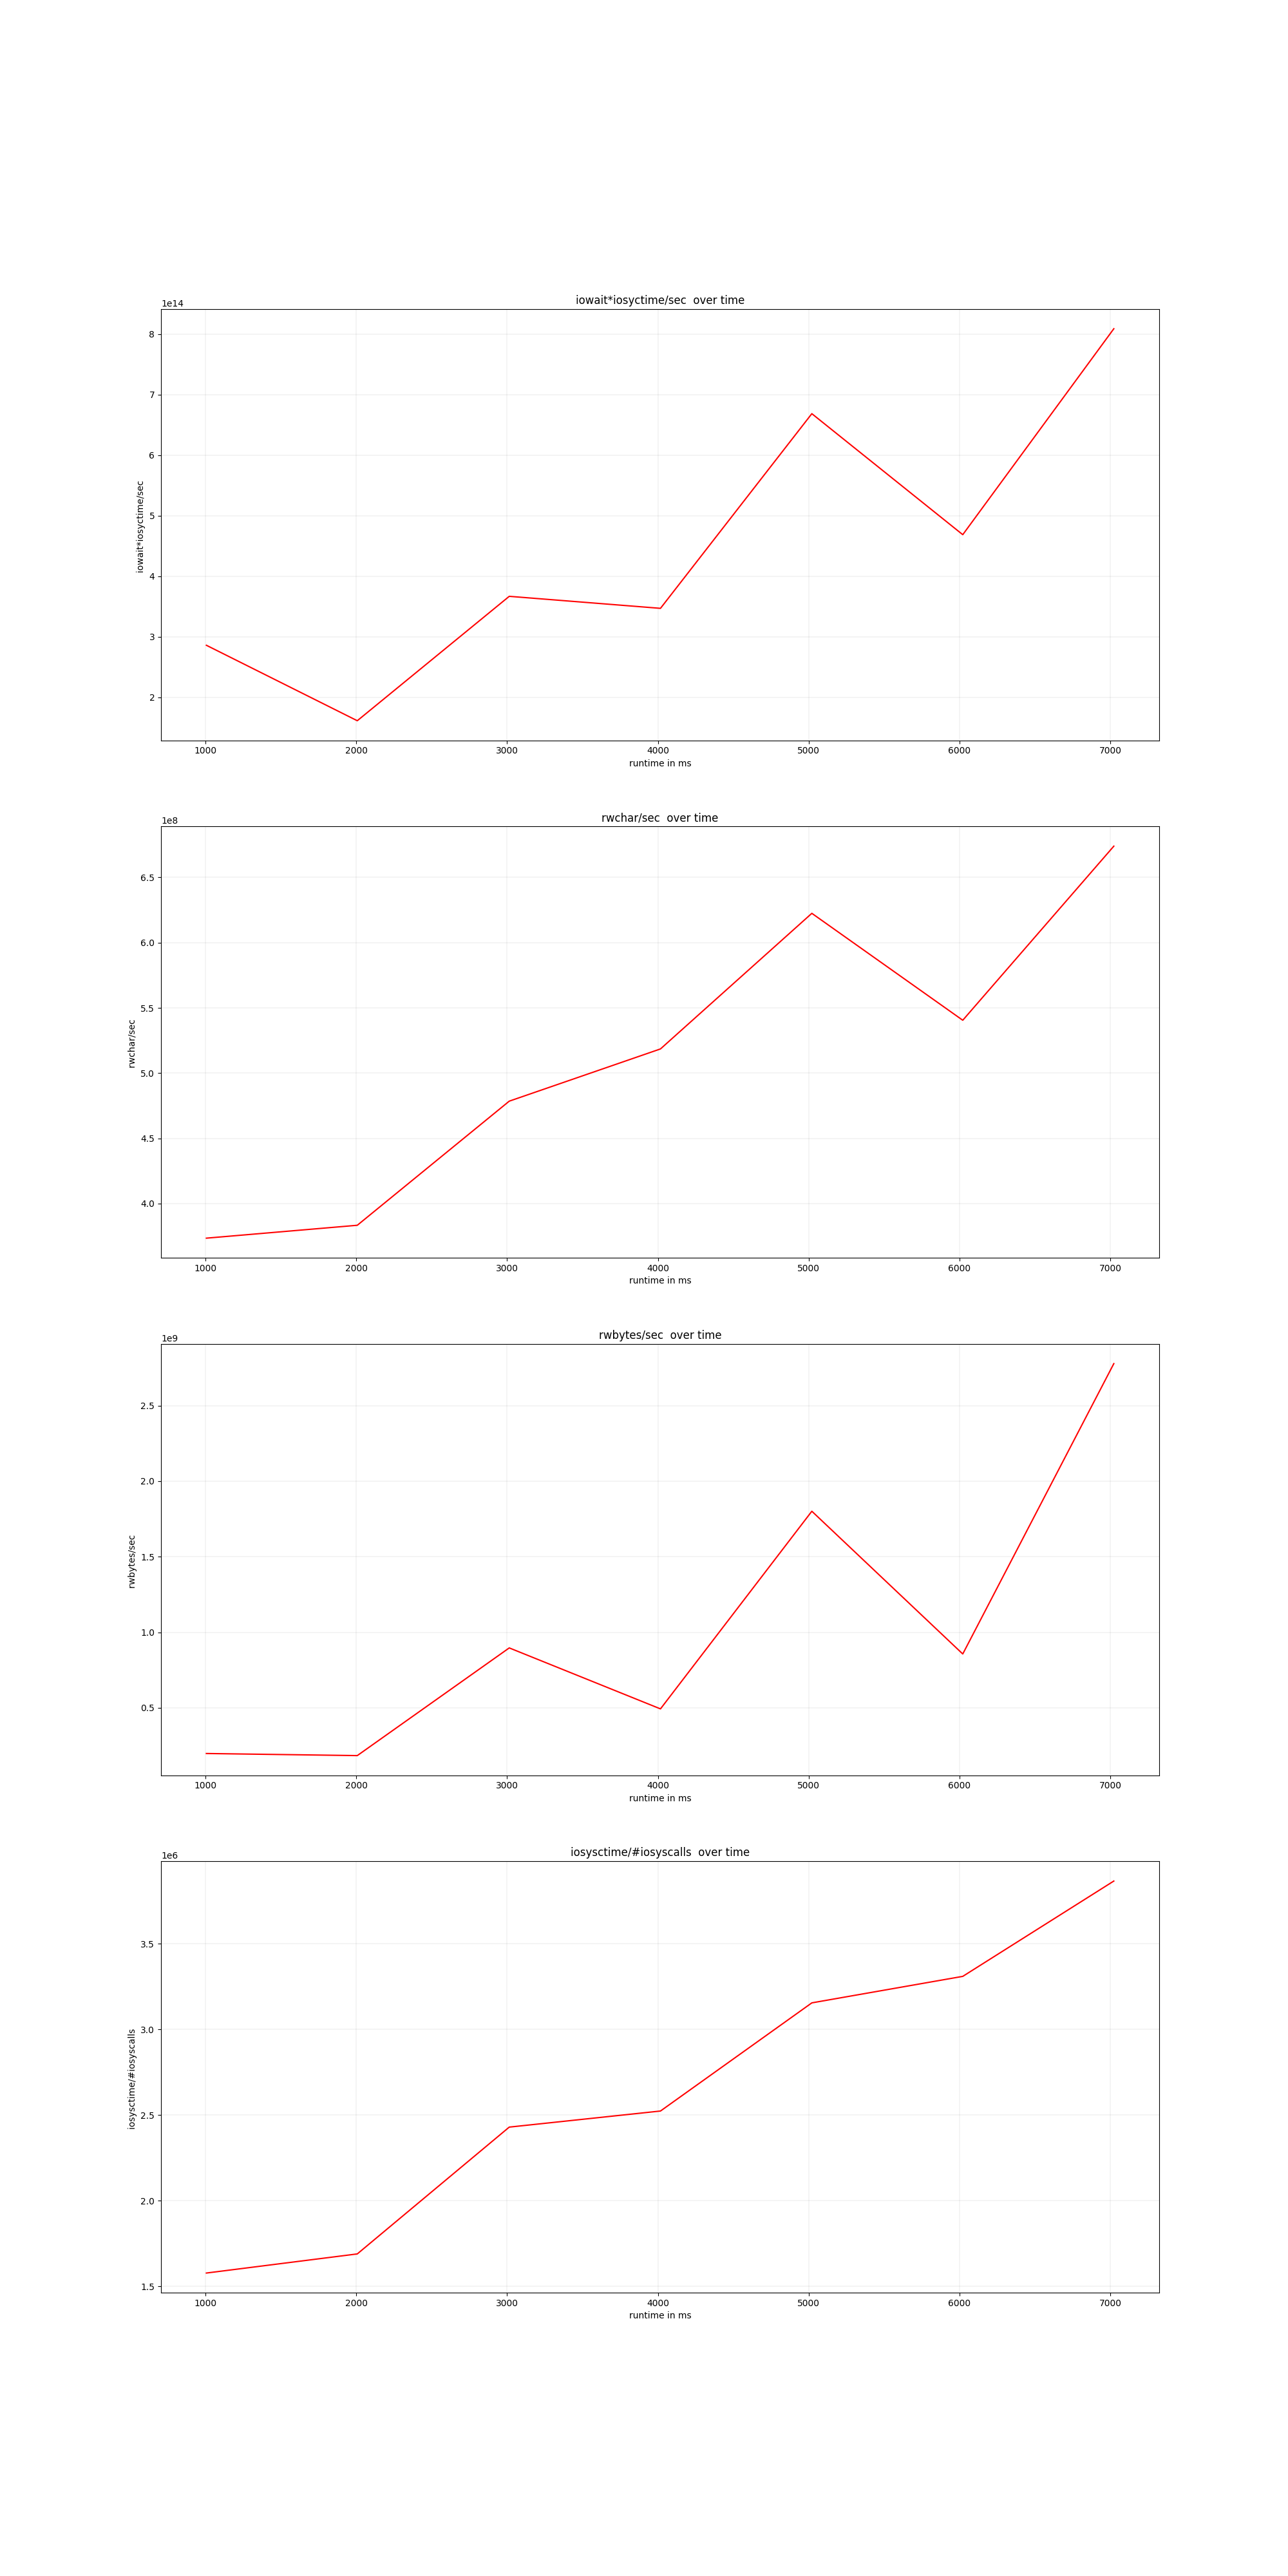 iowait*iosyctime/sec  over time
1e14
8
7
6
5
4
3
2
iowait*iosyctime/sec
1000 2000 3000 4000 5000 6000 7000
runtime in ms
rwchar/sec  over time
1e8
6.5
6.0
5.5
5.0
4.5
4.0
rwchar/sec
1000 2000 3000 4000 5000 6000 7000
runtime in ms
rwbytes/sec  over time
1e9
2.5
2.0
1.5
1.0
0.5
rwbytes/sec
1000 2000 3000 4000 5000 6000 7000
runtime in ms
iosysctime/#iosyscalls  over time
1e6
3.5
3.0
2.5
2.0
1.5
iosysctime/#iosyscalls
1000 2000 3000 4000 5000 6000 7000
runtime in ms